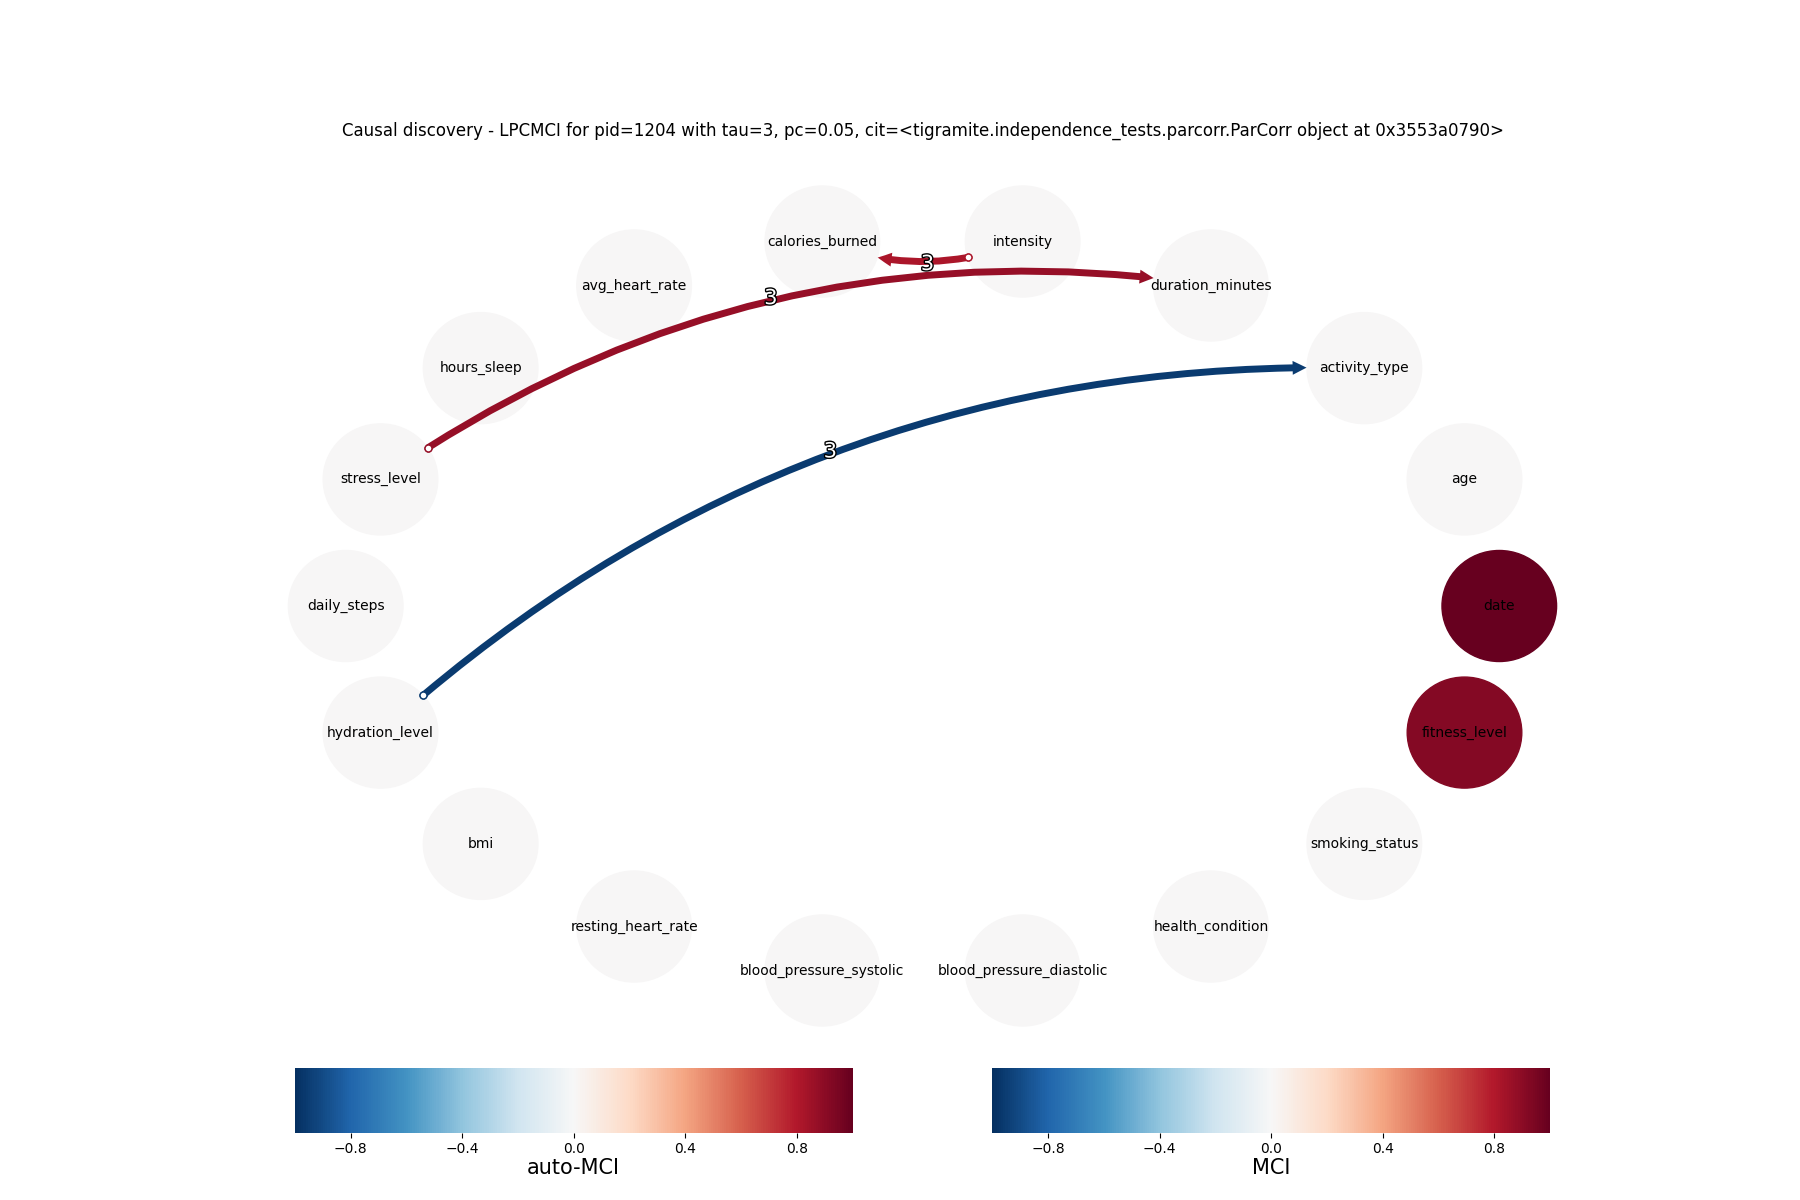 Causal discovery - LPCMCI for pid=1204 with tau=3, pc=0.05, cit=<tigramite.independence_tests.parcorr.ParCorr object at 0x3553a0790>
calories_burned
intensity
3
avg_heart_rate
duration_minutes
3
hours_sleep
activity_type
3
stress_level
age
daily_steps
date
hydration_level
fitness_level
bmi
smoking_status
resting_heart_rate
health_condition
blood_pressure_systolic
blood_pressure_diastolic
−0.8 −0.4 0.0 0.4 0.8
auto-MCI
−0.8 −0.4 0.0 0.4 0.8
MCI